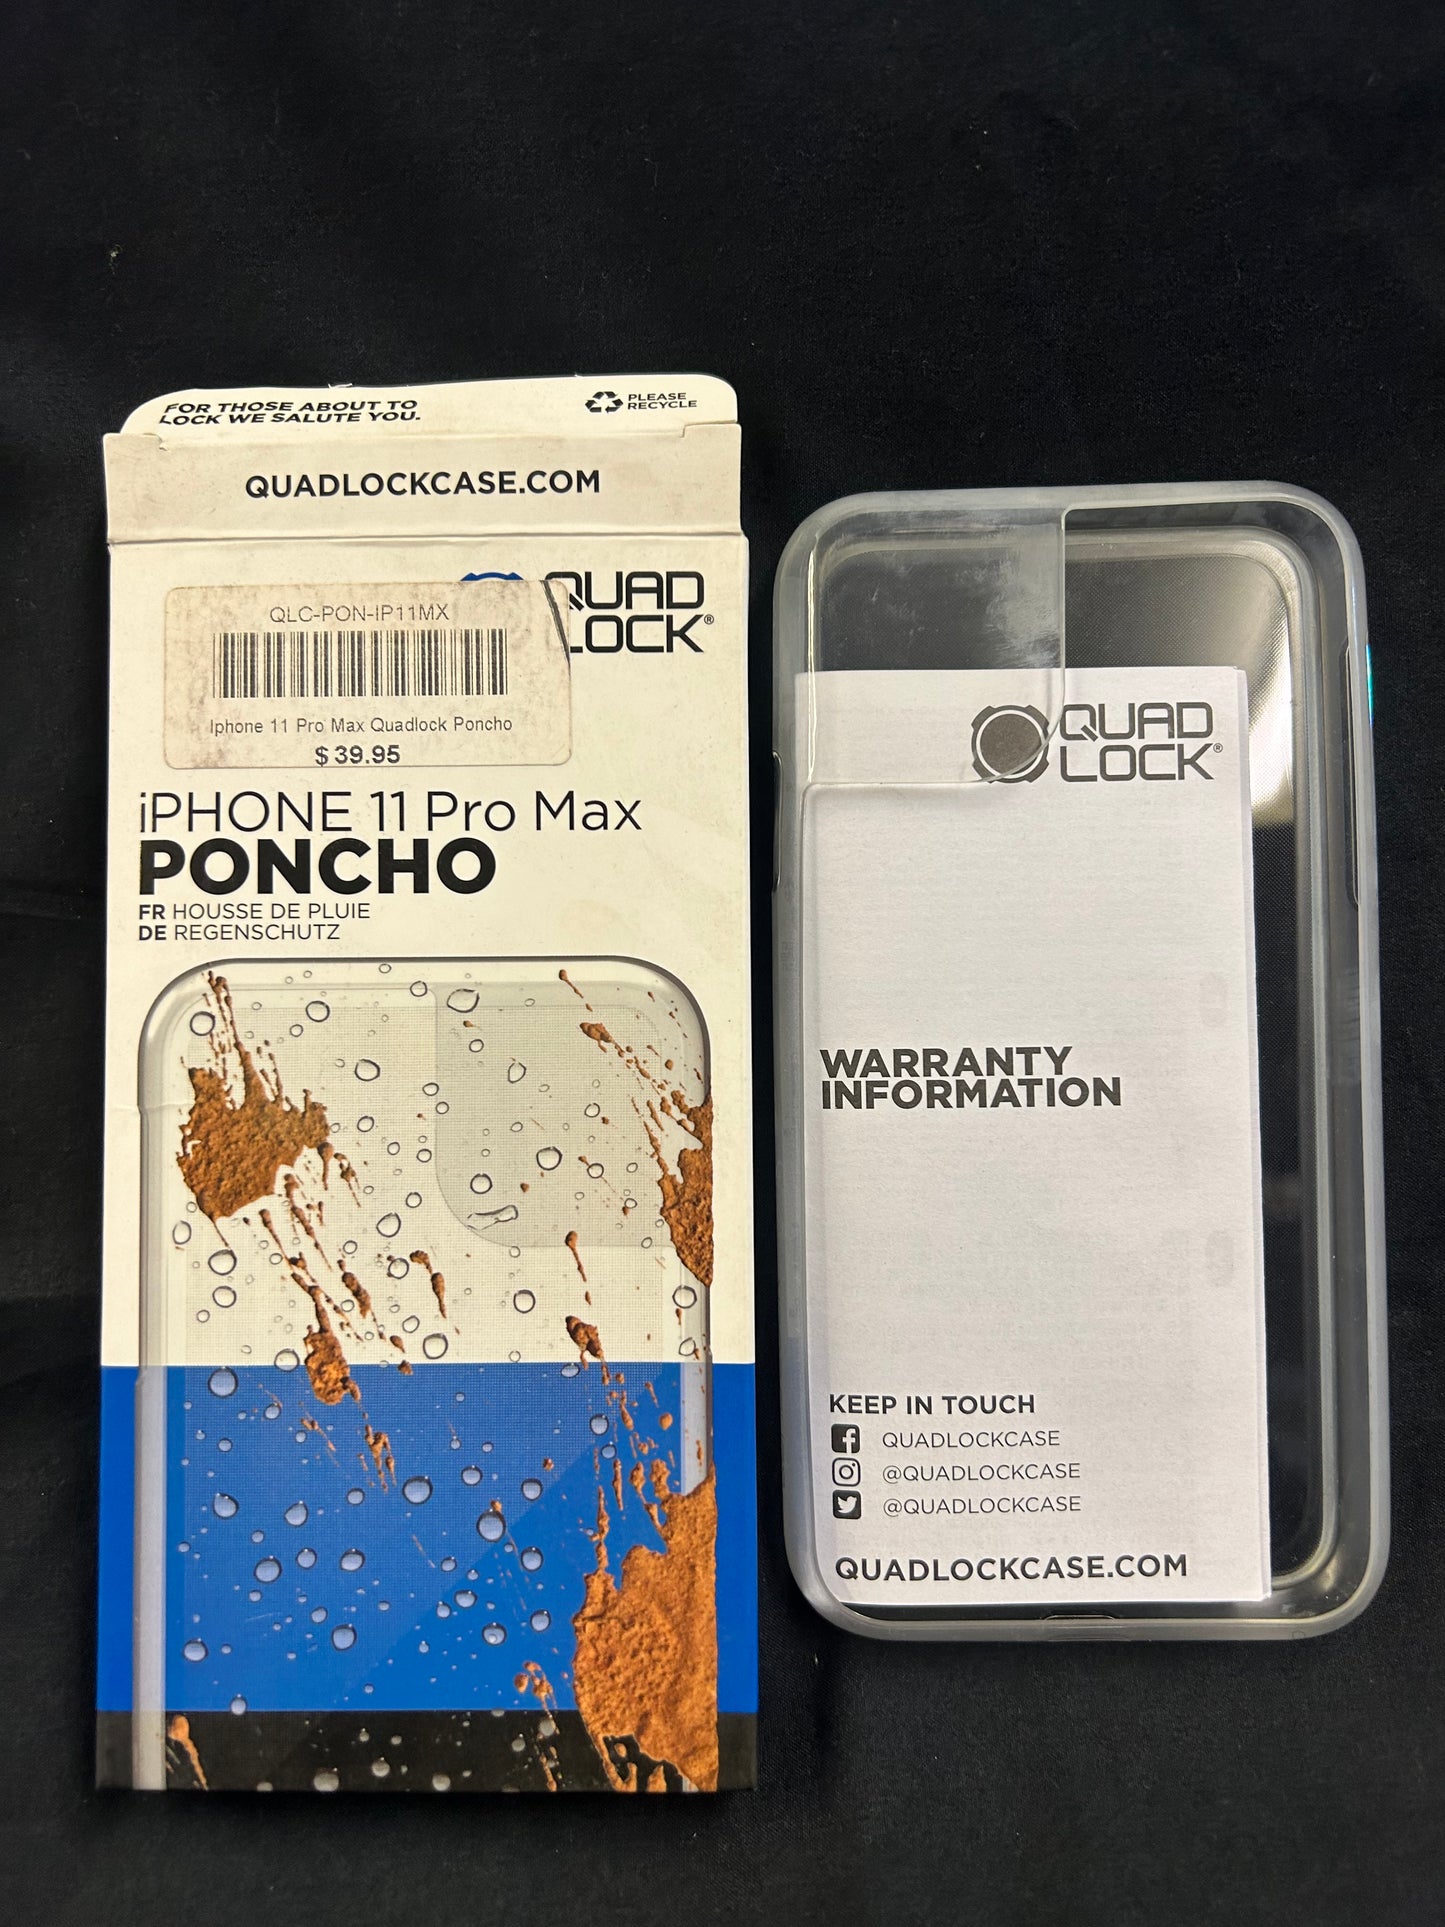 FOR THOSE ABOUT TO
LOCK WE SALUTE YOU.
PLEASE
RECYCLE
QUADLOCKCASE.COM
QUAD
LOCK®
QLC-PON-IP11MX
Iphone 11 Pro Max Quadlock Poncho
$ 39.95
iPHONE 11 Pro Max
PONCHO
FR HOUSSE DE PLUIE
DE REGENSCHUTZ
QUAD
LOCK®
WARRANTY
INFORMATION
KEEP IN TOUCH
QUADLOCKCASE
@QUADLOCKCASE
@QUADLOCKCASE
QUADLOCKCASE.COM